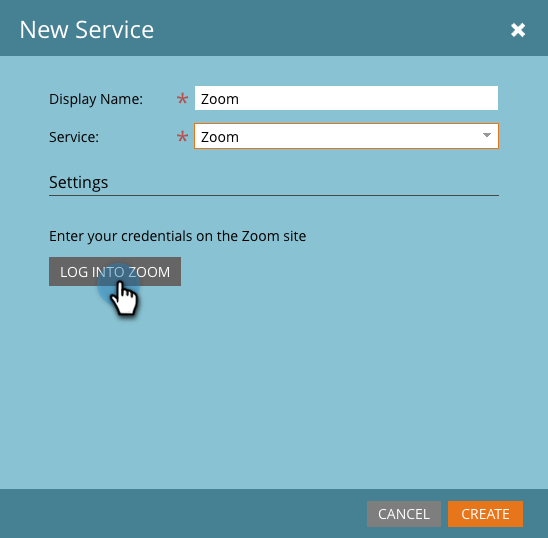 New Service
Display Name: * Zoom
Service: * Zoom
Settings
Enter your credentials on the Zoom site
LOG INTO ZOOM
CANCEL CREATE